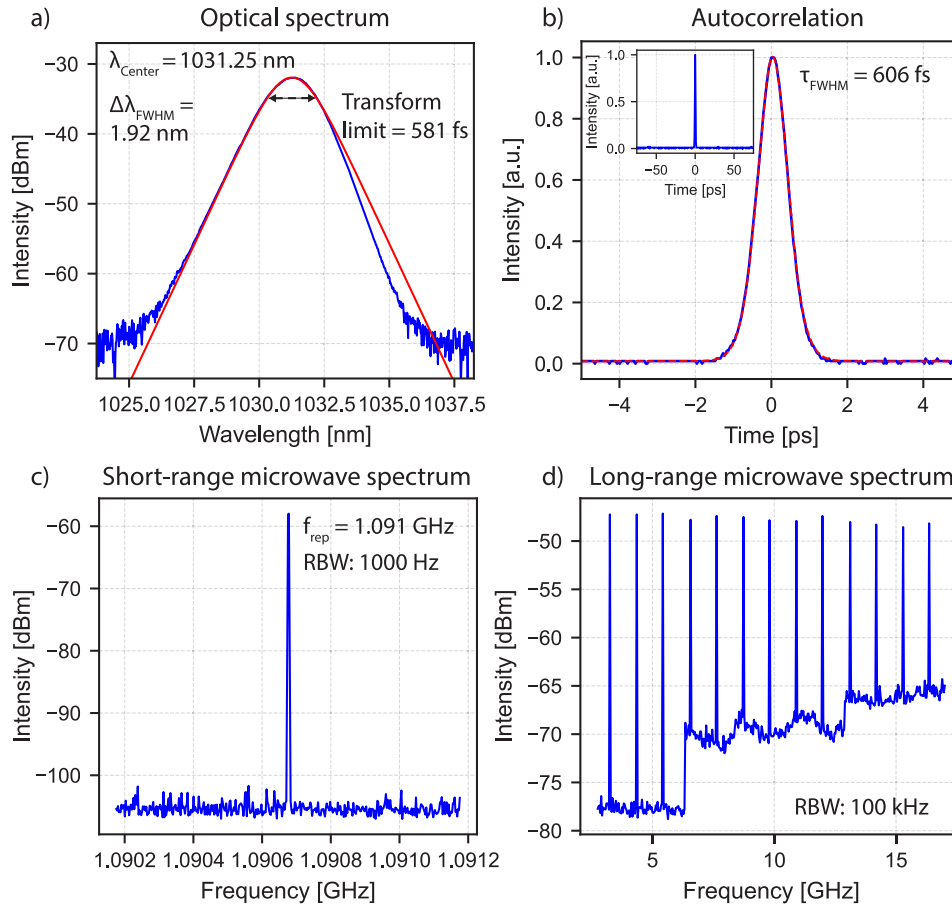 a)
Optical spectrum
λCenter = 1031.25 nm
ΔλFWHM =
1.92 nm
Transform
limit = 581 fs
−30
−40
−50
−60
−70
Intensity [dBm]
1025.0 1027.5 1030.0 1032.5 1035.0 1037.5
Wavelength [nm]
b)
Autocorrelation
τFWHM = 606 fs
1.0
0.8
0.6
0.4
0.2
0.0
Intensity [a.u.]
1.0
0.5
0.0
Intensity [a.u.]
−50 0 50
Time [ps]
−4 −2 0 2 4
Time [ps]
c)
Short-range microwave spectrum
frep = 1.091 GHz
RBW: 1000 Hz
−60
−70
−80
−90
−100
Intensity [dBm]
1.0902 1.0904 1.0906 1.0908 1.0910 1.0912
Frequency [GHz]
d)
Long-range microwave spectrum
−50
−55
−60
−65
−70
−75
−80
Intensity [dBm]
RBW: 100 kHz
5 10 15
Frequency [GHz]